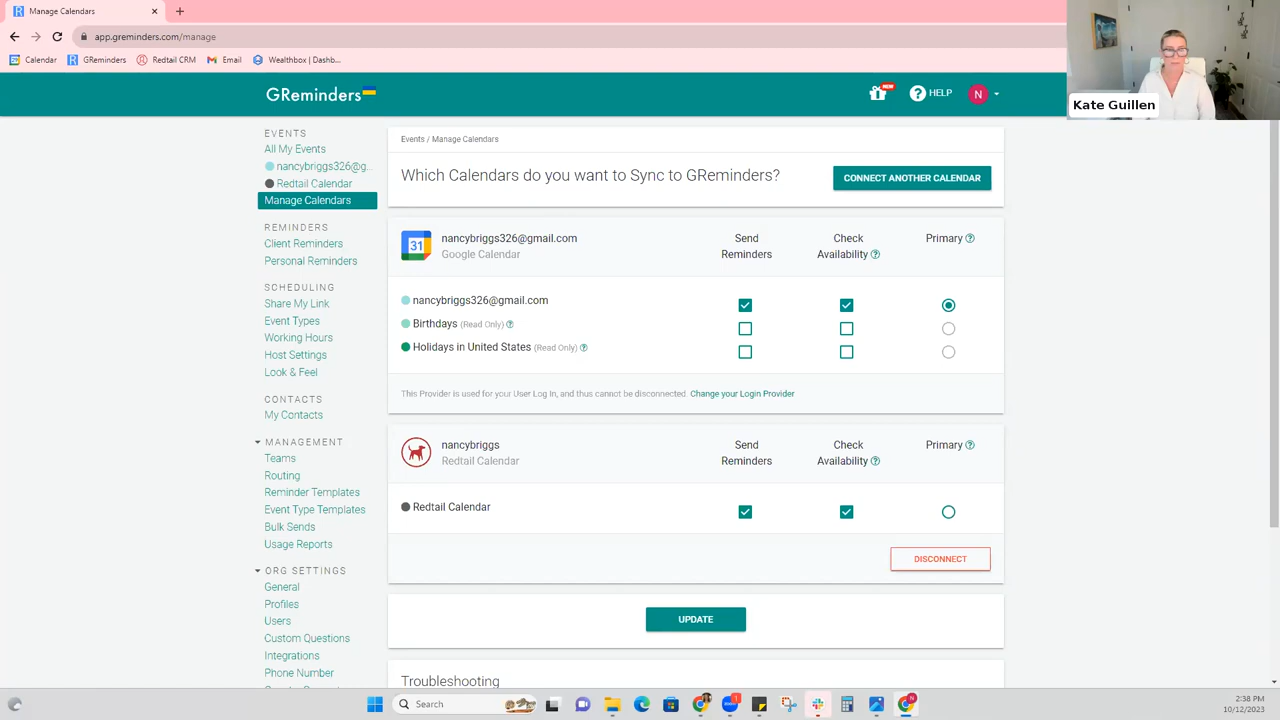 Manage Calendars
app.greminders.com/manage
Calendar GReminders Redtail CRM Email Wealthbox | Dashb...
Kate Guillen
GReminders
NEW
HELP
N
EVENTS
All My Events
nancybriggs326@g...
Redtail Calendar
Manage Calendars
REMINDERS
Client Reminders
Personal Reminders
SCHEDULING
Share My Link
Event Types
Working Hours
Host Settings
Look & Feel
CONTACTS
My Contacts
MANAGEMENT
Teams
Routing
Reminder Templates
Event Type Templates
Bulk Sends
Usage Reports
ORG SETTINGS
General
Profiles
Users
Custom Questions
Integrations
Phone Number
Events / Manage Calendars
Which Calendars do you want to Sync to GReminders?
CONNECT ANOTHER CALENDAR
31
nancybriggs326@gmail.com
Google Calendar
Send Reminders
Check Availability
Primary
nancybriggs326@gmail.com
Birthdays (Read Only)
Holidays in United States (Read Only)
This Provider is used for your User Log In, and thus cannot be disconnected. Change your Login Provider
nancybriggs
Redtail Calendar
Send Reminders
Check Availability
Primary
Redtail Calendar
DISCONNECT
UPDATE
Troubleshooting
Search
2:38 PM
10/12/2023